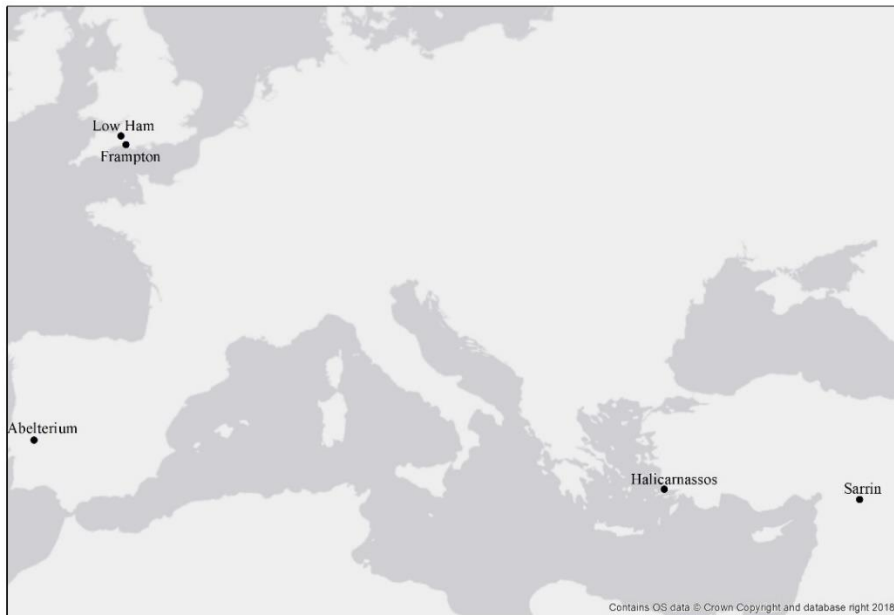 Low Ham
Frampton
Abelterium
Halicarnassos
Sarrin
Contains OS data © Crown Copyright and database right 2018